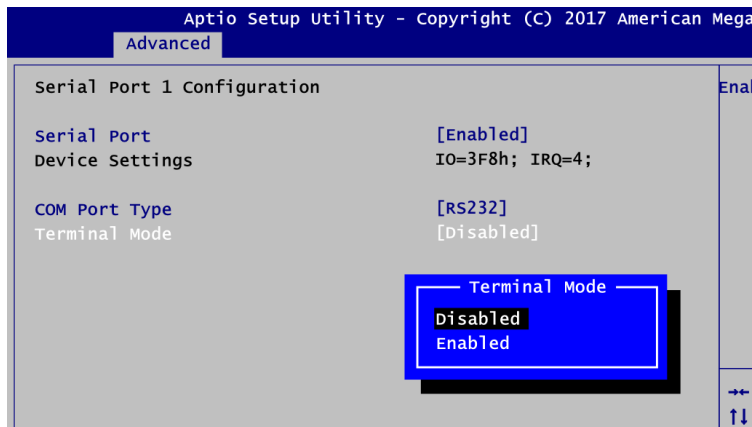 Aptio Setup Utility – Copyright (C) 2017 American Mega
Advanced
Serial Port 1 Configuration
Serial Port [Enabled]
Device Settings IO=3F8h; IRQ=4;
COM Port Type [RS232]
Terminal Mode [Disabled]
Terminal Mode
Disabled
Enabled